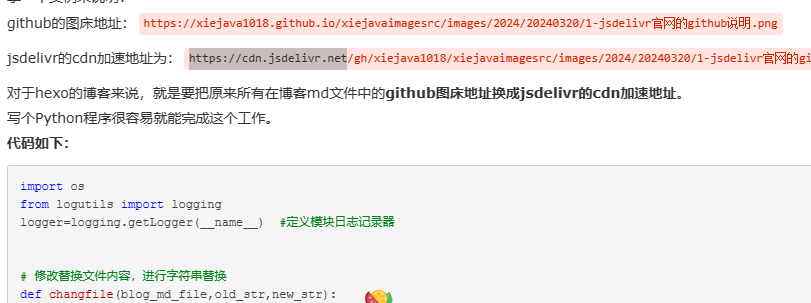 github的图床地址： https://xiejava1018.github.io/xiejavaimagesrc/images/2024/20240320/1-jsdelivr官网的github说明.png
jsdelivr的cdn加速地址为： https://cdn.jsdelivr.net/gh/xiejava1018/xiejavaimagesrc/images/2024/20240320/1-jsdelivr官网的gi
对于hexo的博客来说，就是要把原来所有在博客md文件中的github图床地址换成jsdelivr的cdn加速地址。
写个Python程序很容易就能完成这个工作。
代码如下：
import os
from logutils import logging
logger=logging.getLogger(__name__)  #定义模块日志记录器
# 修改替换文件内容，进行字符串替换
def changfile(blog_md_file,old_str,new_str):